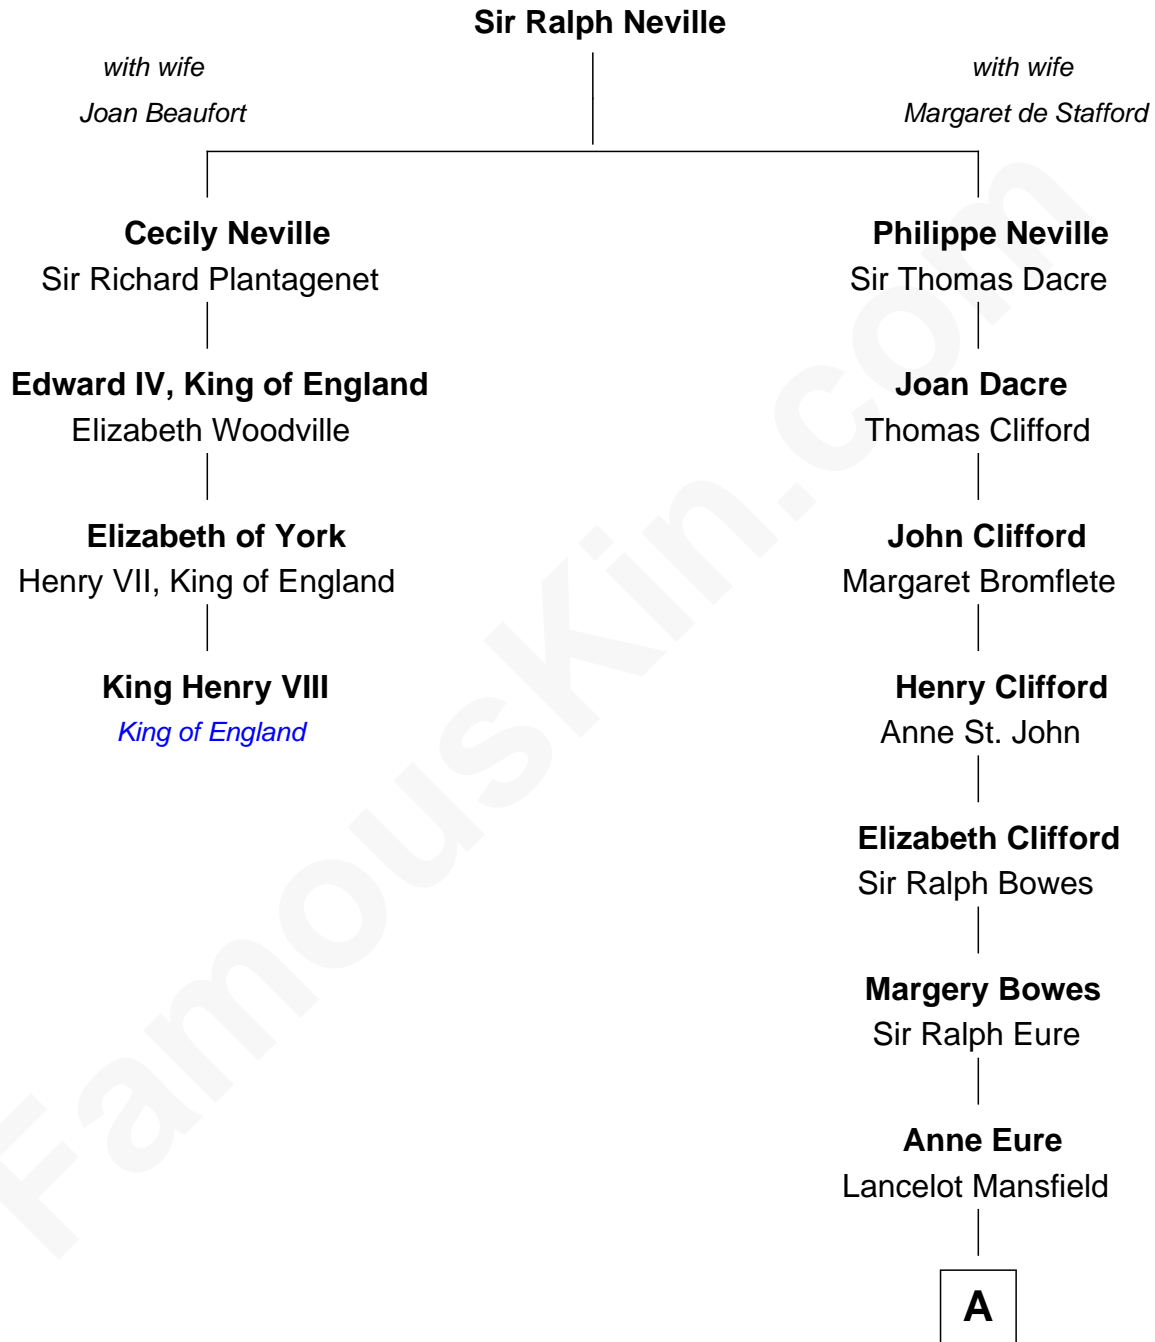 Sir Ralph Neville
with wife
Joan Beaufort
with wife
Margaret de Stafford
Cecily Neville
Sir Richard Plantagenet
Edward IV, King of England
Elizabeth Woodville
Elizabeth of York
Henry VII, King of England
King Henry VIII
King of England
Philippe Neville
Sir Thomas Dacre
Joan Dacre
Thomas Clifford
John Clifford
Margaret Bromflete
Henry Clifford
Anne St. John
Elizabeth Clifford
Sir Ralph Bowes
Margery Bowes
Sir Ralph Eure
Anne Eure
Lancelot Mansfield
A
FamousKin.com